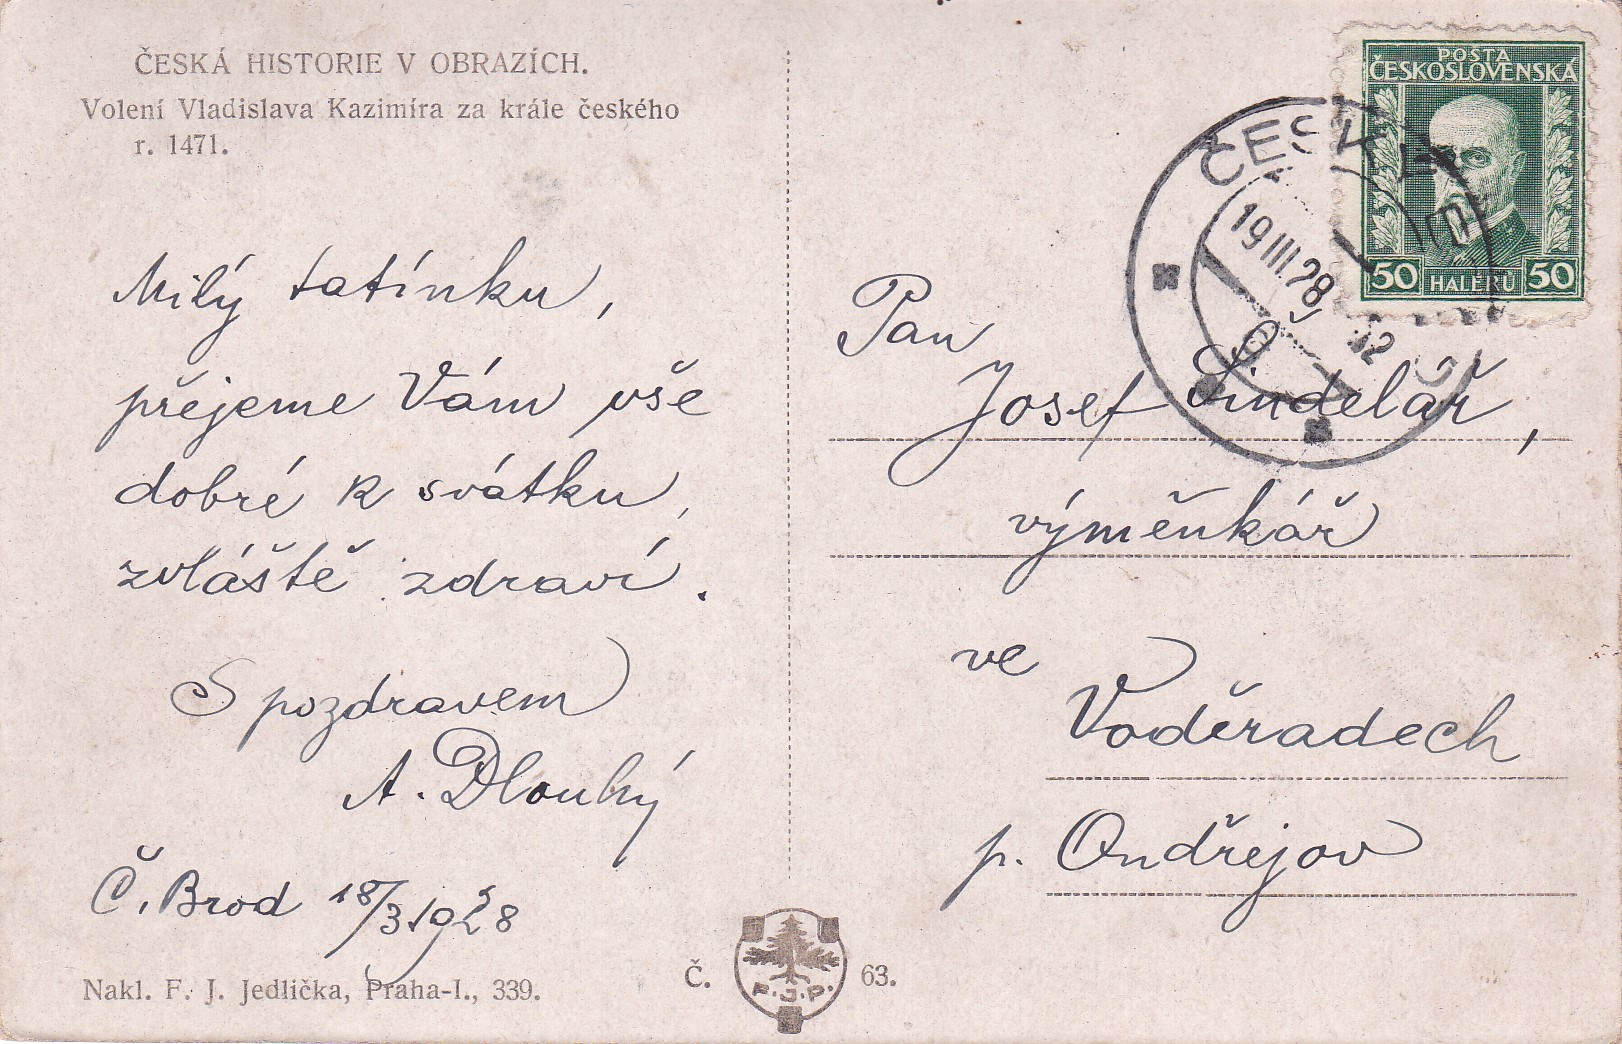 ČESKÁ HISTORIE V OBRAZÍCH.
Volení Vladislava Kazimíra za krále českého
r. 1471.
Milý tatínku,
přejeme Vám vše
dobré k svátku,
zvláště zdraví.
S pozdravem
A. Dlouhý
Č. Brod 18/3 1928
Nakl. F. J. Jedlička, Praha-I., 339.
Č. 63.
F.J.P.
POŠTA
ČESKOSLOVENSKÁ
50 HALÉŘŮ 50
ČESKÝ
19 III 28
Pan
Josef Šindelář,
výměnkář
ve
Voděradech
p. Ondřejov